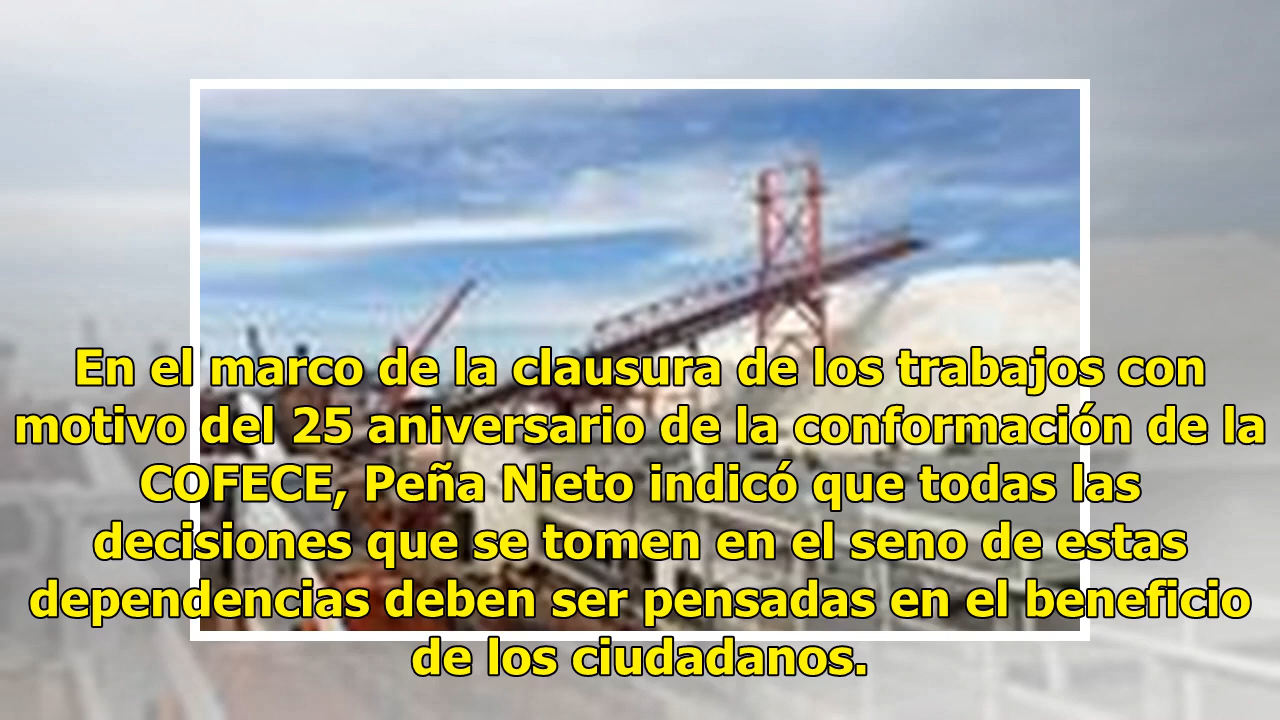 En el marco de la clausura de los trabajos con
motivo del 25 aniversario de la conformación de la
COFECE, Peña Nieto indicó que todas las
decisiones que se tomen en el seno de estas
dependencias deben ser pensadas en el beneficio
de los ciudadanos.